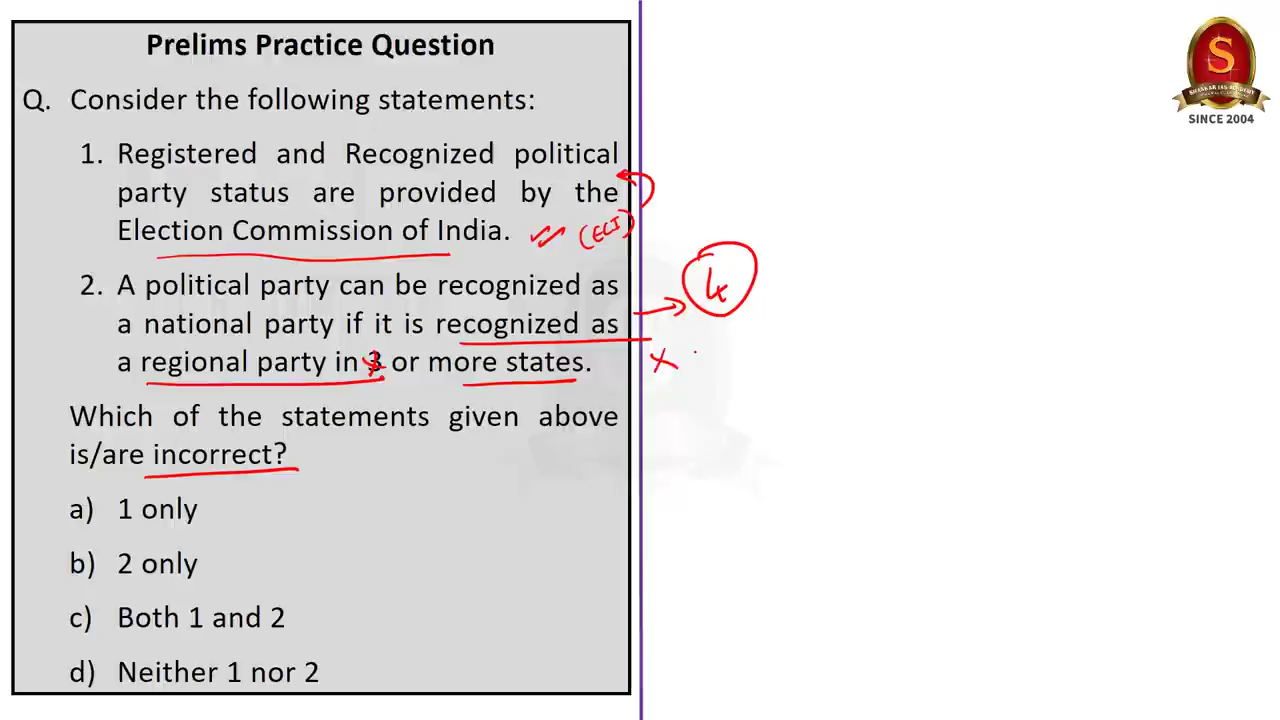 Prelims Practice Question
Q. Consider the following statements:
1. Registered and Recognized political
party status are provided by the
Election Commission of India. (ECI)
2. A political party can be recognized as
a national party if it is recognized as
a regional party in 3 or more states.
4
Which of the statements given above
is/are incorrect?
a) 1 only
b) 2 only
c) Both 1 and 2
d) Neither 1 nor 2
S
SHANKAR IAS ACADEMY
SINCE 2004